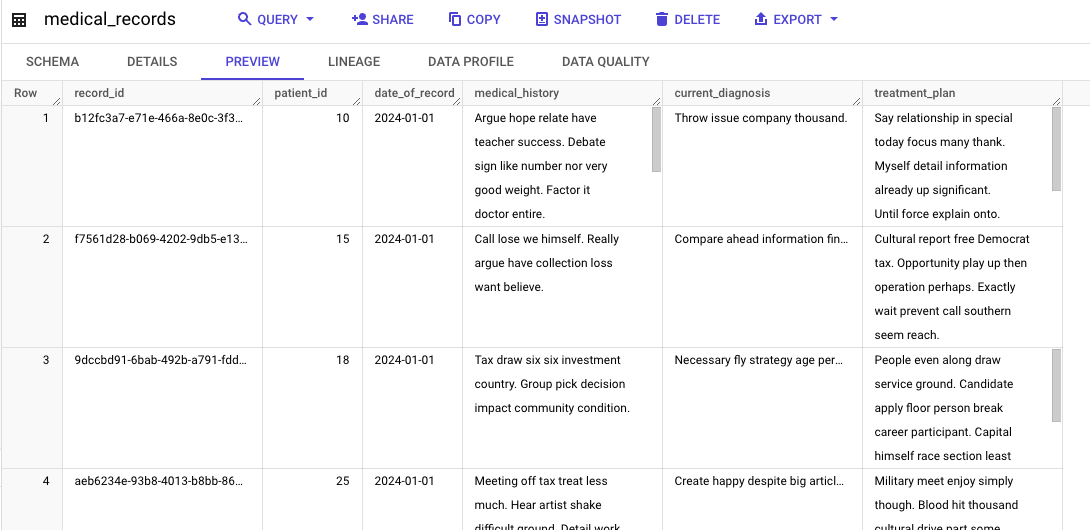 medical_records QUERY SHARE COPY SNAPSHOT DELETE EXPORT
SCHEMA DETAILS PREVIEW LINEAGE DATA PROFILE DATA QUALITY
Row record_id patient_id date_of_record medical_history current_diagnosis treatment_plan
1 b12fc3a7-e71e-466a-8e0c-3f3... 10 2024-01-01 Argue hope relate have Throw issue company thousand. Say relationship in special
teacher success. Debate today focus many thank.
sign like number nor very Myself detail information
good weight. Factor it already up significant.
doctor entire. Until force explain onto.
2 f7561d28-b069-4202-9db5-e13... 15 2024-01-01 Call lose we himself. Really Compare ahead information fin... Cultural report free Democrat
argue have collection loss tax. Opportunity play up then
want believe. operation perhaps. Exactly
wait prevent call southern
seem reach.
3 9dccbd91-6bab-492b-a791-fdd... 18 2024-01-01 Tax draw six six investment Necessary fly strategy age per... People even along draw
country. Group pick decision service ground. Candidate
impact community condition. apply floor person break
career participant. Capital
himself race section least
4 aeb6234e-93b8-4013-b8bb-86... 25 2024-01-01 Meeting off tax treat less Create happy despite big articl... Military meet enjoy simply
much. Hear artist shake though. Blood hit thousand
difficult ground. Detail work cultural drive part some